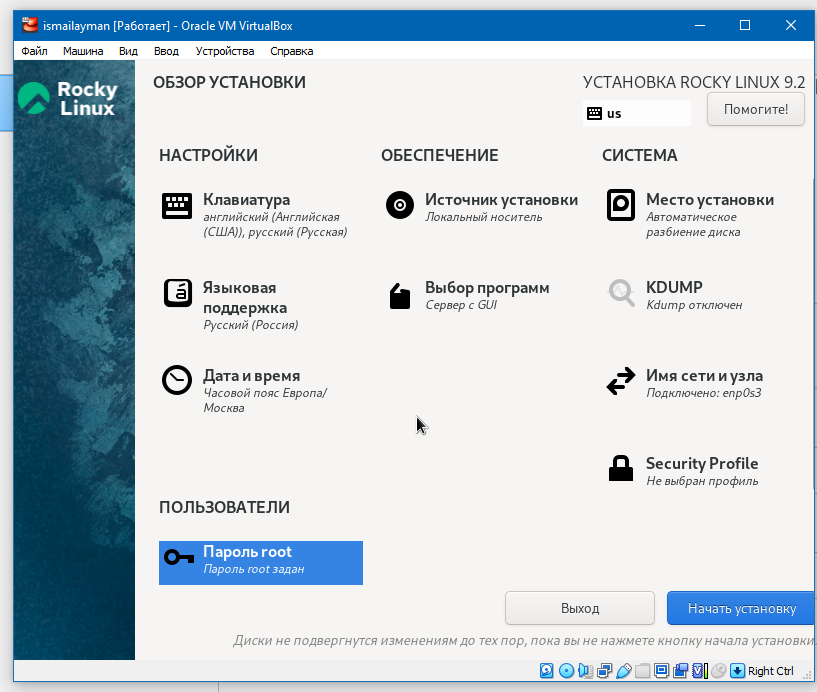 ismailayman [Работает] - Oracle VM VirtualBox
Файл Машина Вид Ввод Устройства Справка
Rocky
Linux
ОБЗОР УСТАНОВКИ
УСТАНОВКА ROCKY LINUX 9.2
us
Помогите!
НАСТРОЙКИ
Клавиатура
английский (Английская
(США)), русский (Русская)
Языковая
поддержка
Русский (Россия)
Дата и время
Часовой пояс Европа/
Москва
ОБЕСПЕЧЕНИЕ
Источник установки
Локальный носитель
Выбор программ
Сервер с GUI
СИСТЕМА
Место установки
Автоматическое
разбиение диска
KDUMP
Kdump отключен
Имя сети и узла
Подключено: enp0s3
Security Profile
Не выбран профиль
ПОЛЬЗОВАТЕЛИ
Пароль root
Пароль root задан
Выход
Начать установку
Диски не подвергнутся изменениям до тех пор, пока вы не нажмете кнопку начала установки
Right Ctrl